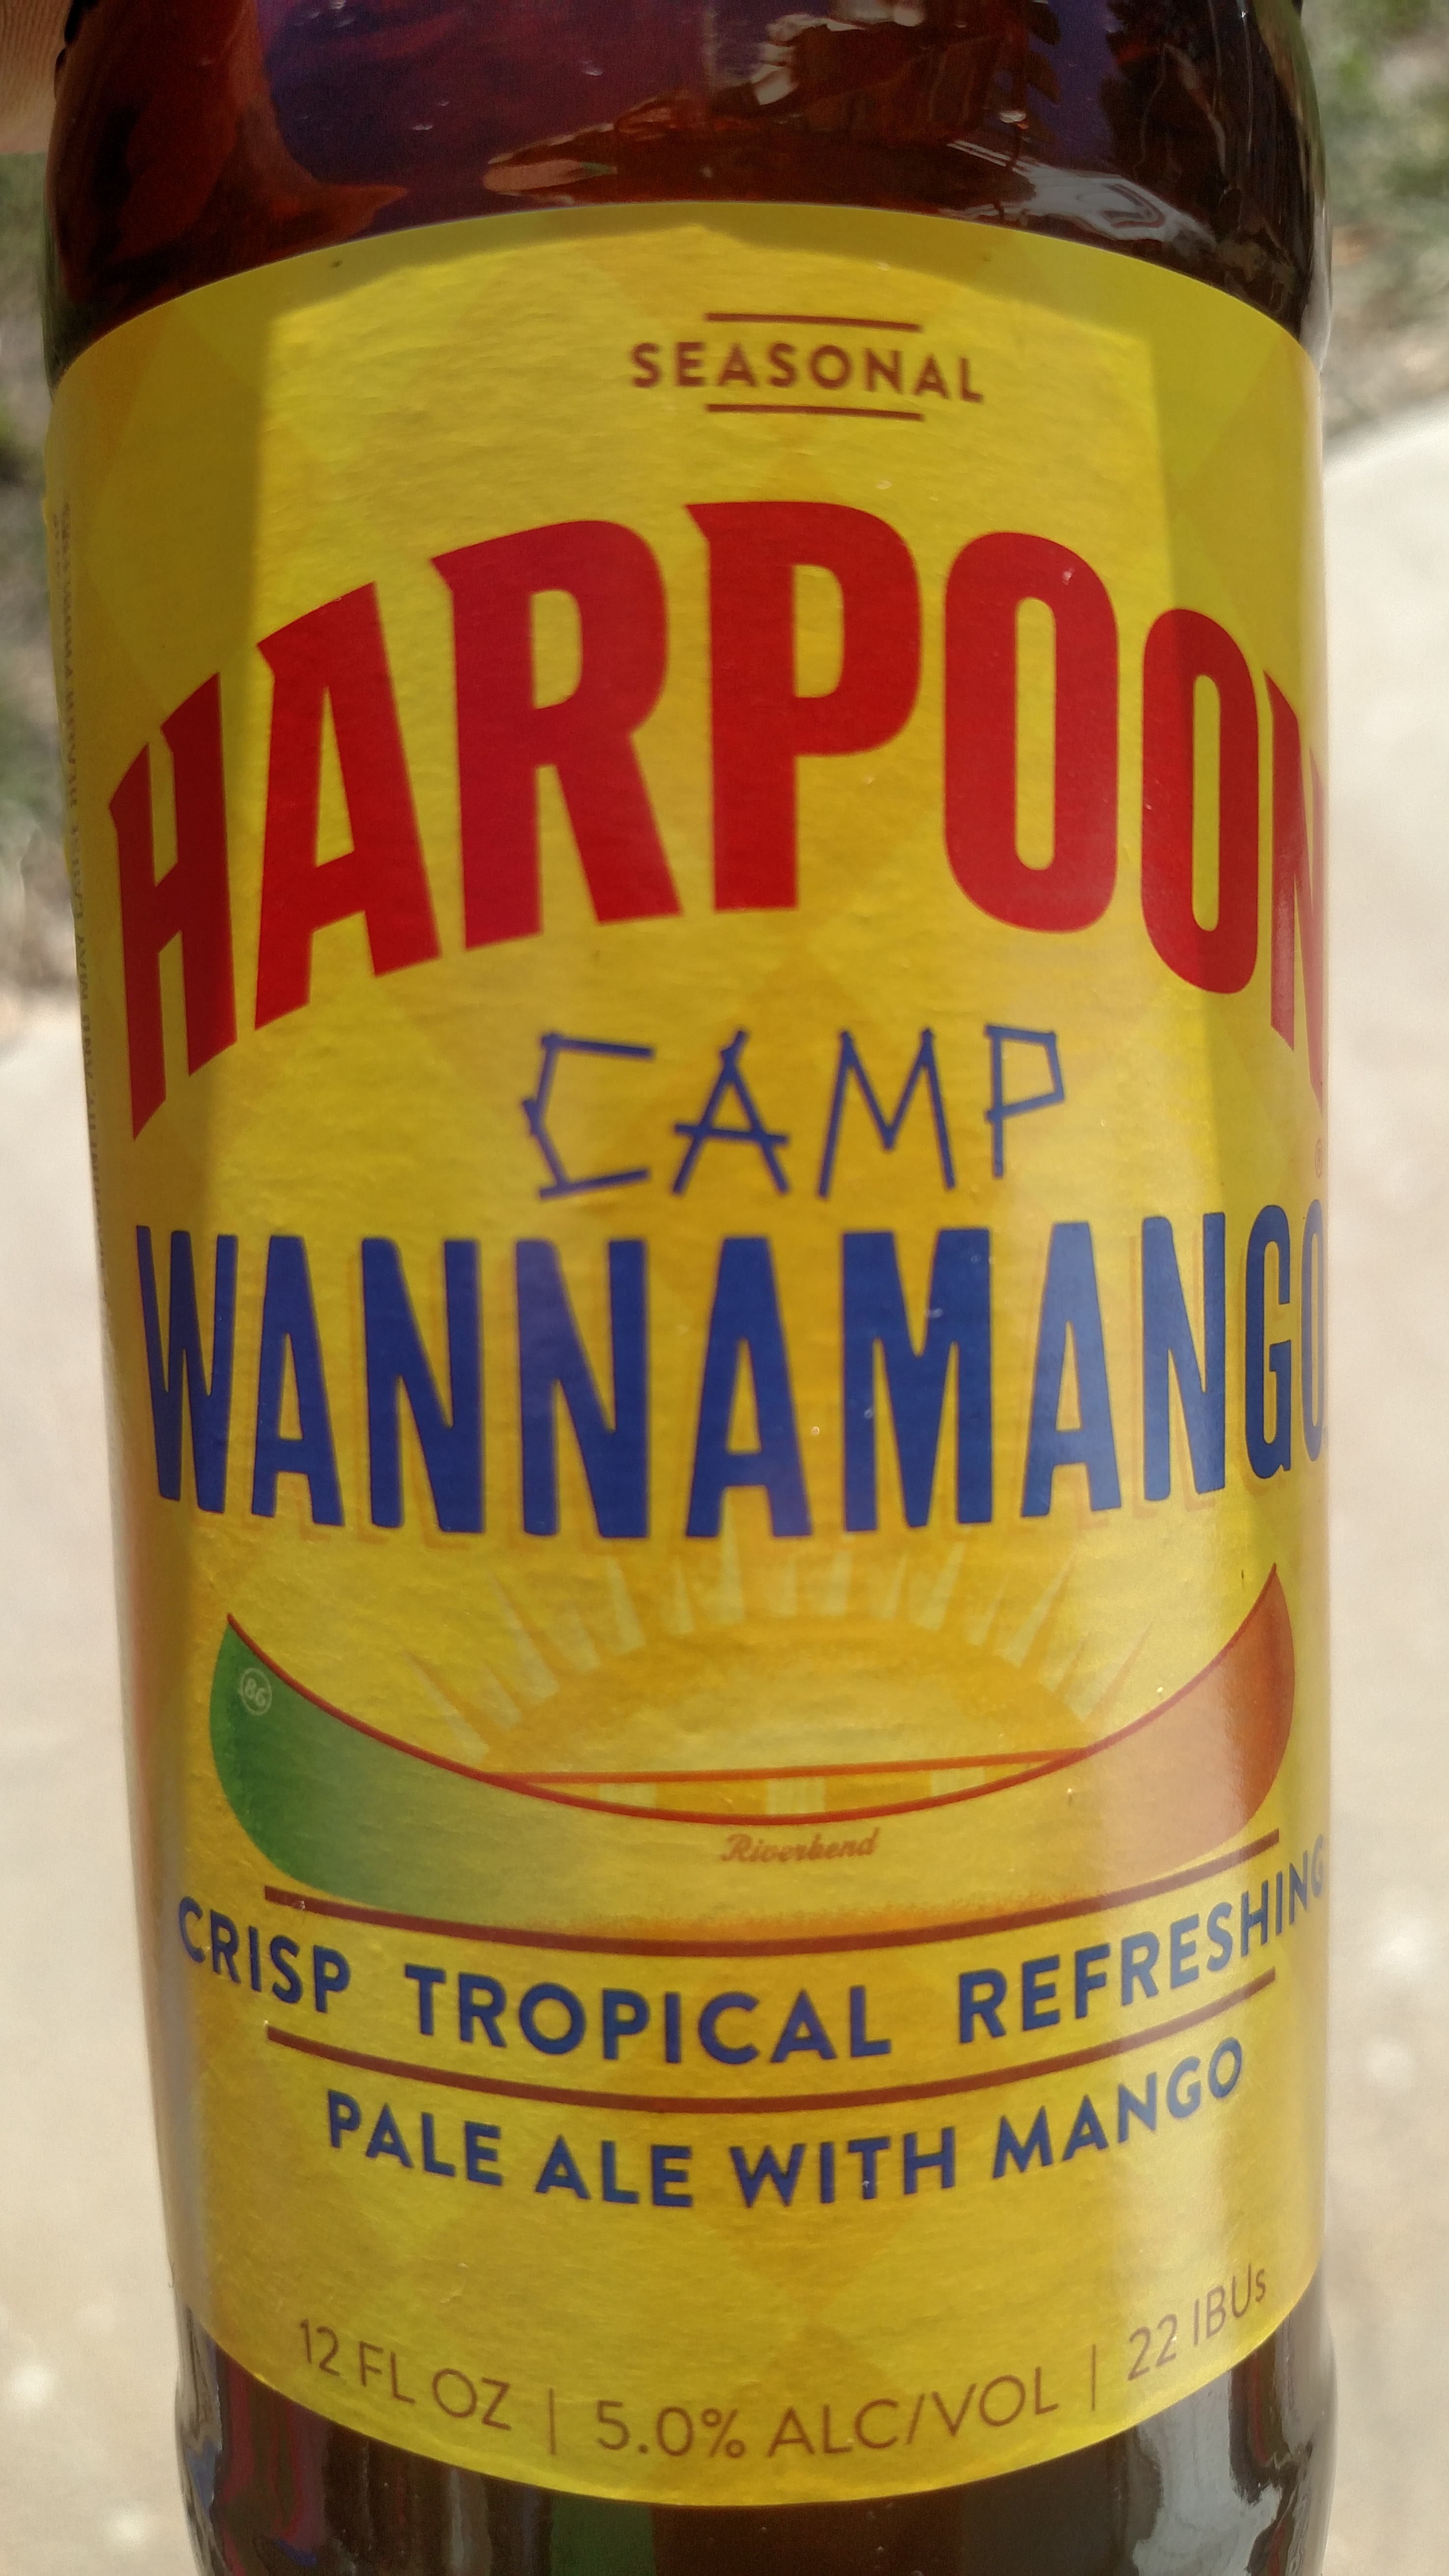 SEASONAL
HARPOON
CAMP
WANNAMANGO
86
Riverbend
CRISP TROPICAL REFRESHING
PALE ALE WITH MANGO
12 FL OZ | 5.0% ALC/VOL | 22 IBUs